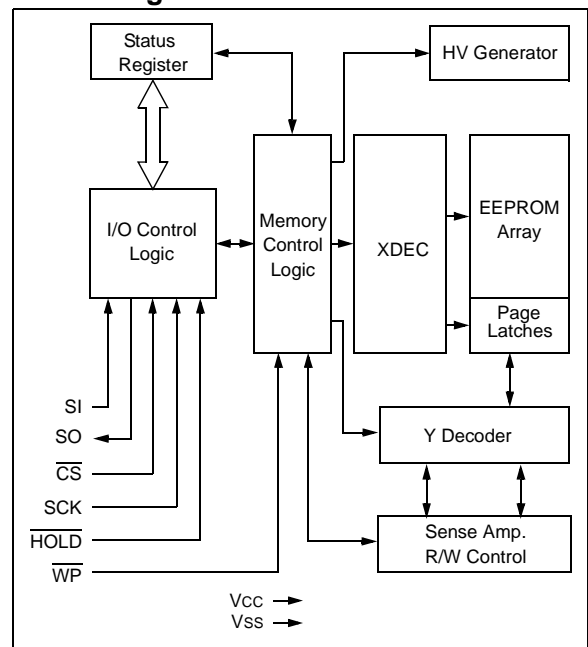 Status
Register
HV Generator
I/O Control
Logic
Memory
Control
Logic
XDEC
EEPROM
Array
Page
Latches
SI
SO
CS
SCK
HOLD
WP
Y Decoder
Sense Amp.
R/W Control
VCC
VSS